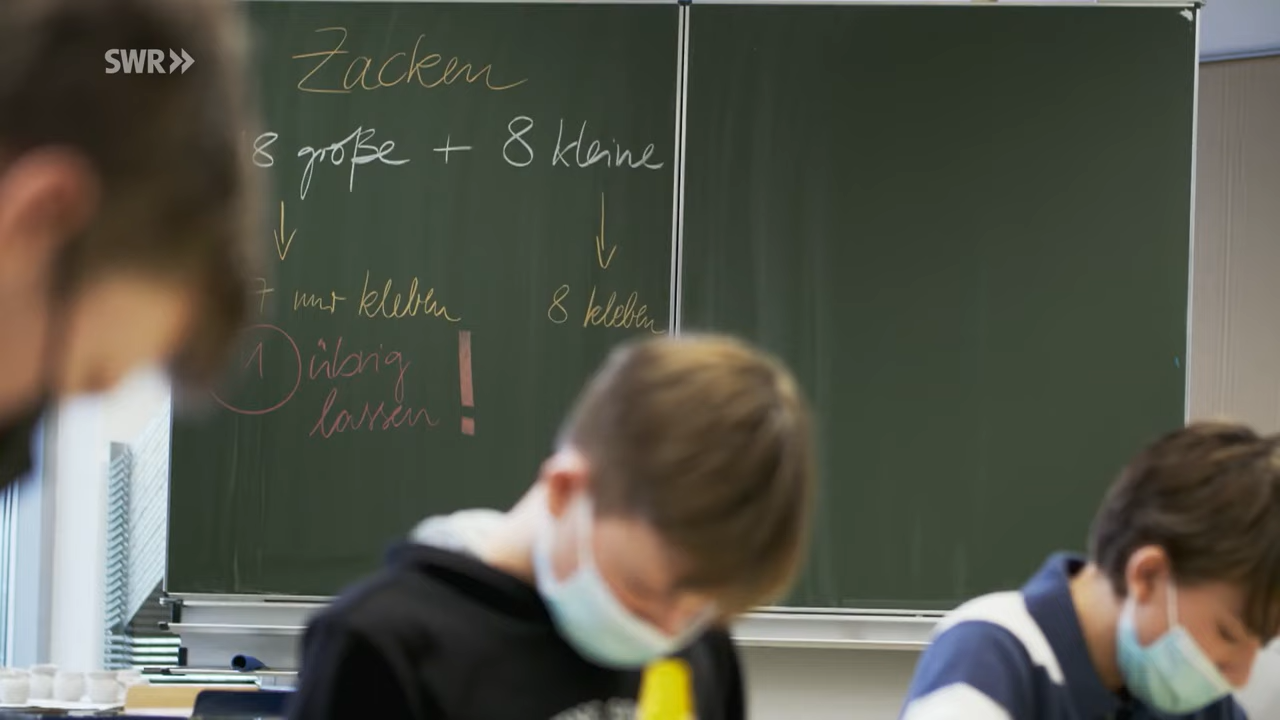 SWR
Zacken
8 große + 8 kleine
7 nur kleben 8 kleben
1 übrig
lassen !